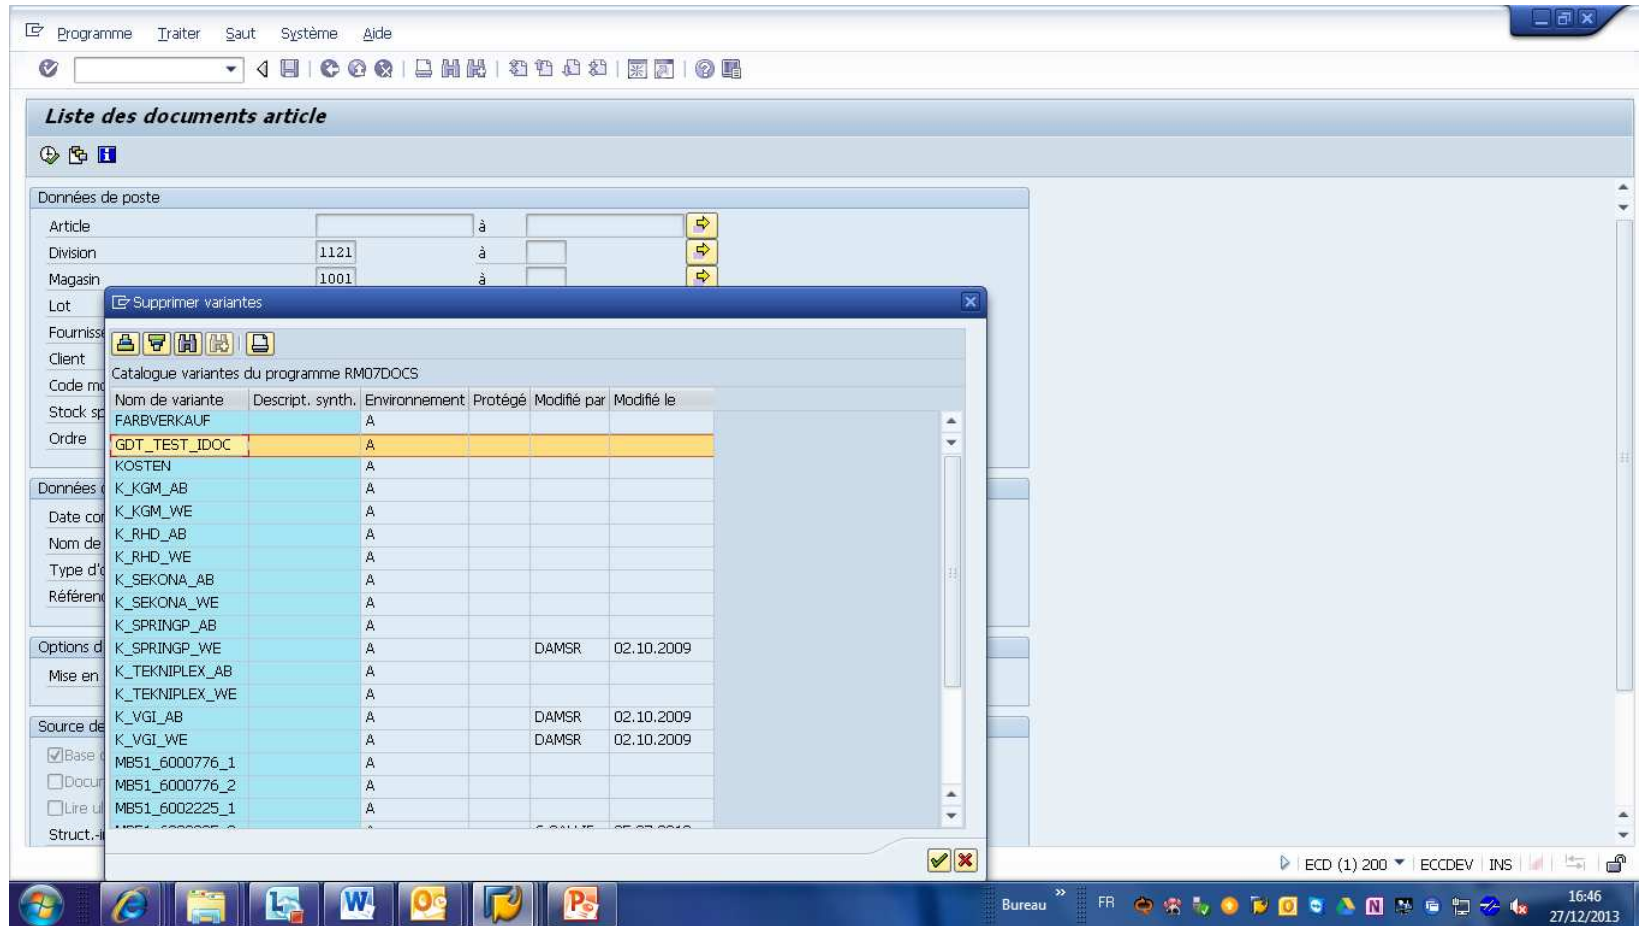 Programme Traiter Saut Système Aide
Liste des documents article
Données de poste
Article à
Division 1121 à
Magasin 1001 à
Lot
Fourniss
Client
Code
Stock sp
Ordre
Données
Date
Nom de
Type
Référen
Options d
Mise en
Source de
Base
Docum
Lire ul
Struct.-i
Supprimer variantes
Catalogue variantes du programme RM07DOCS
Nom de variante Descript. synth. Environnement Protégé Modifié par Modifié le
FARBVERKAUF A
GDT_TEST_IDOC A
KOSTEN A
K_KGM_AB A
K_KGM_WE A
K_RHD_AB A
K_RHD_WE A
K_SEKONA_AB A
K_SEKONA_WE A
K_SPRINGP_AB A
K_SPRINGP_WE A DAMSR 02.10.2009
K_TEKNIPLEX_AB A
K_TEKNIPLEX_WE A
K_VGI_AB A DAMSR 02.10.2009
K_VGI_WE A DAMSR 02.10.2009
MB51_6000776_1 A
MB51_6000776_2 A
MB51_6002225_1 A
ECD (1) 200 ECCDEV INS
Bureau » FR 16:46
27/12/2013